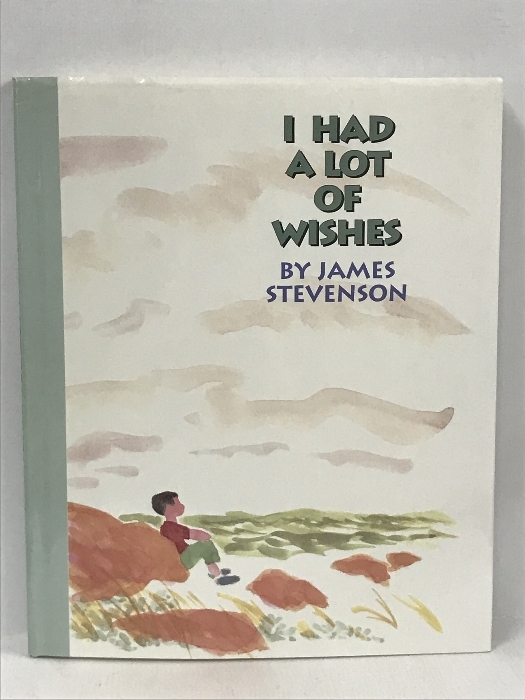 I HAD
A LOT
OF
WISHES
BY JAMES
STEVENSON